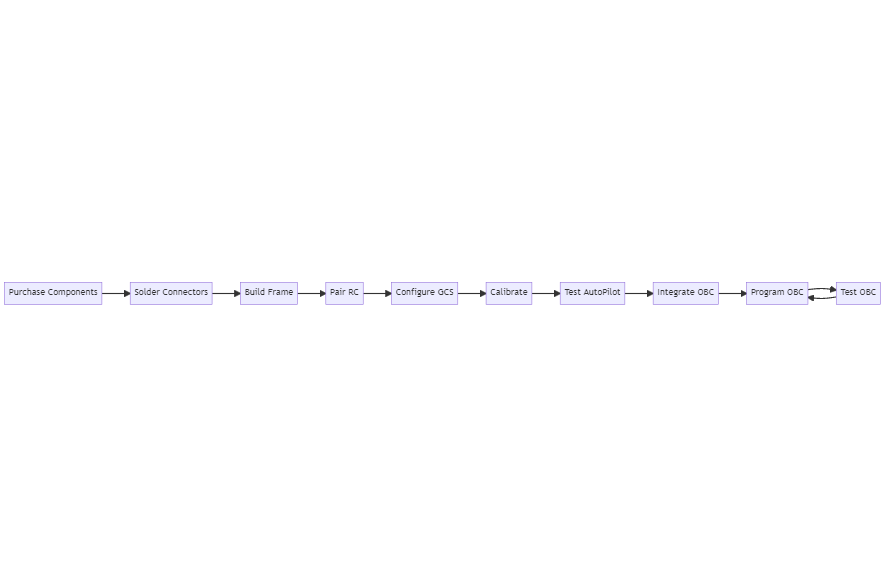 Purchase Components
Solder Connectors
Build Frame
Pair RC
Configure GCS
Calibrate
Test AutoPilot
Integrate OBC
Program OBC
Test OBC